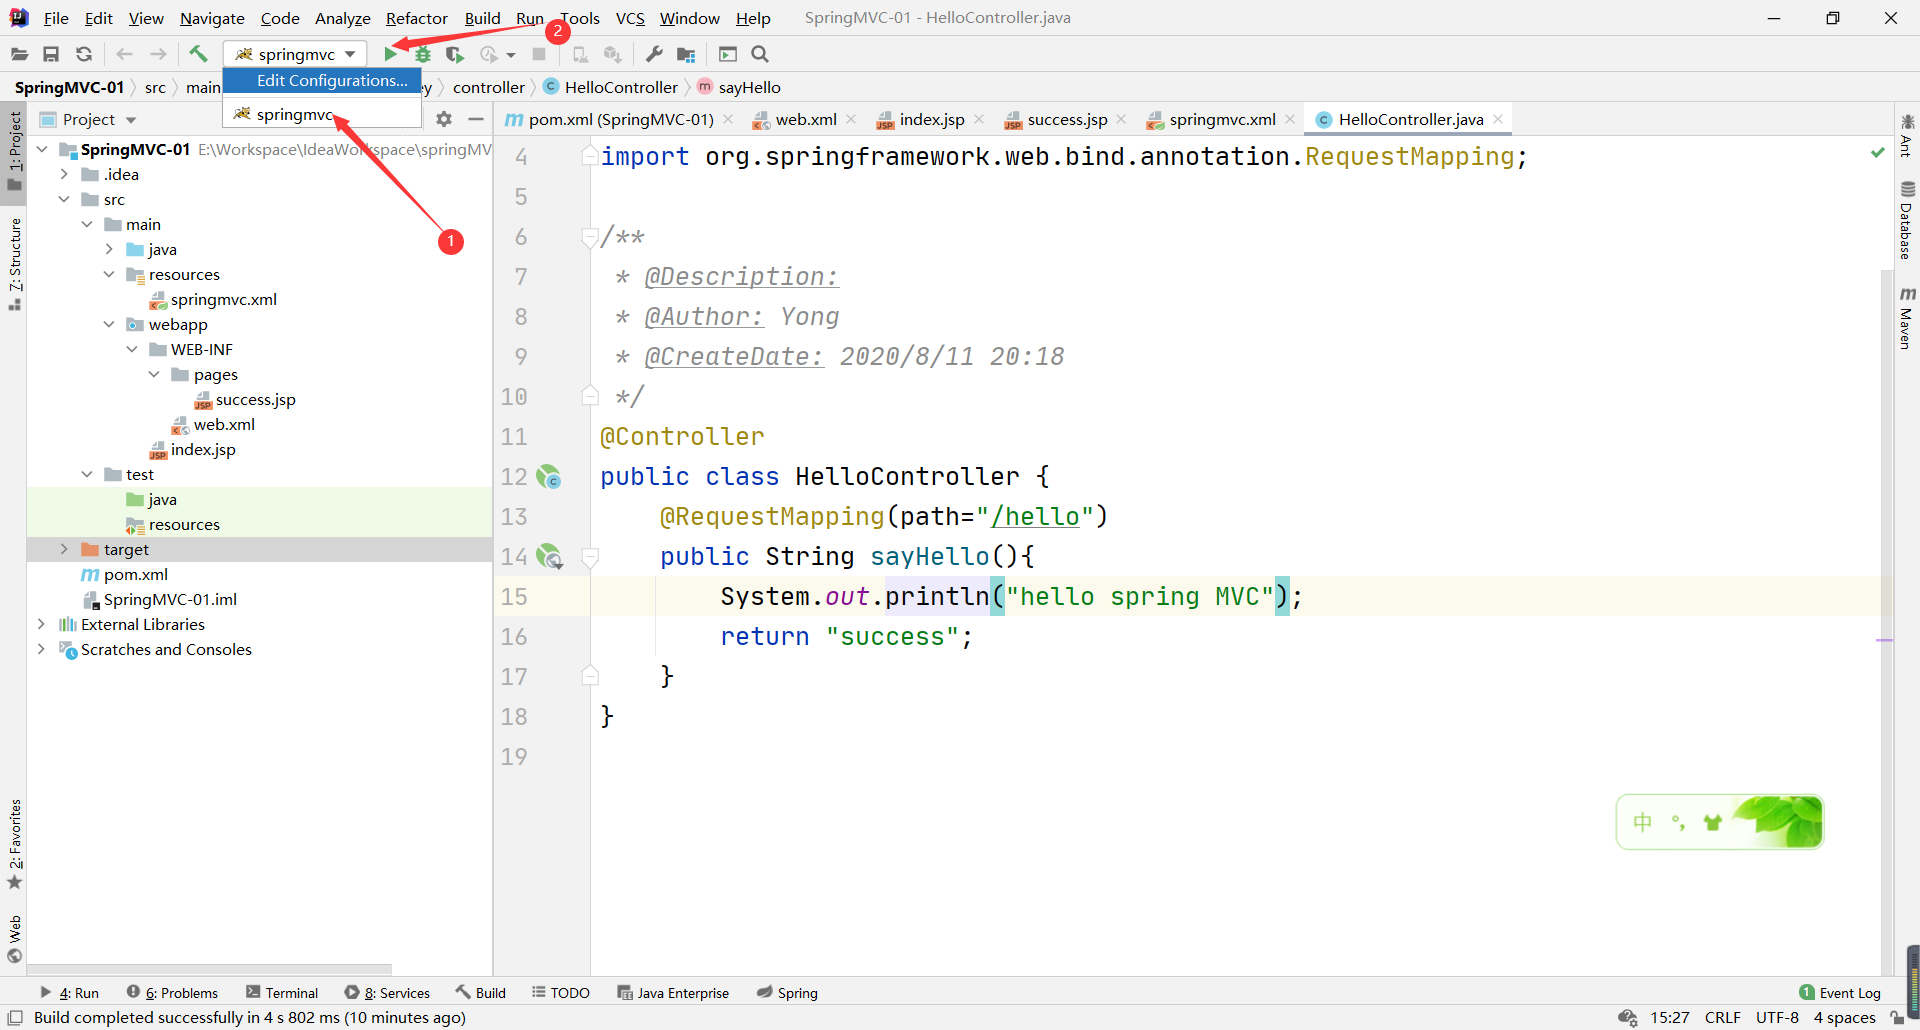 File Edit View Navigate Code Analyze Refactor Build Run Tools VCS Window Help SpringMVC-01 - HelloController.java
2
springmvc
Edit Configurations...
springmvc
1
SpringMVC-01 src main ey controller HelloController sayHello
Project
pom.xml (SpringMVC-01) web.xml index.jsp success.jsp springmvc.xml HelloController.java
SpringMVC-01 E:\Workspace\IdeaWorkspace\springMV
.idea
src
main
java
resources
springmvc.xml
webapp
WEB-INF
pages
success.jsp
web.xml
index.jsp
test
java
resources
target
pom.xml
SpringMVC-01.iml
External Libraries
Scratches and Consoles
1: Project
7: Structure
2: Favorites
Web
4 import org.springframework.web.bind.annotation.RequestMapping;
5
6 /**
7 * @Description:
8 * @Author: Yong
9 * @CreateDate: 2020/8/11 20:18
10 */
11 @Controller
12 public class HelloController {
13 @RequestMapping(path="/hello")
14 public String sayHello(){
15 System.out.println("hello spring MVC");
16 return "success";
17 }
18 }
19
Ant
Database
Maven
中 °,
4: Run 6: Problems Terminal 8: Services Build TODO Java Enterprise Spring 1 Event Log
Build completed successfully in 4 s 802 ms (10 minutes ago) 15:27 CRLF UTF-8 4 spaces